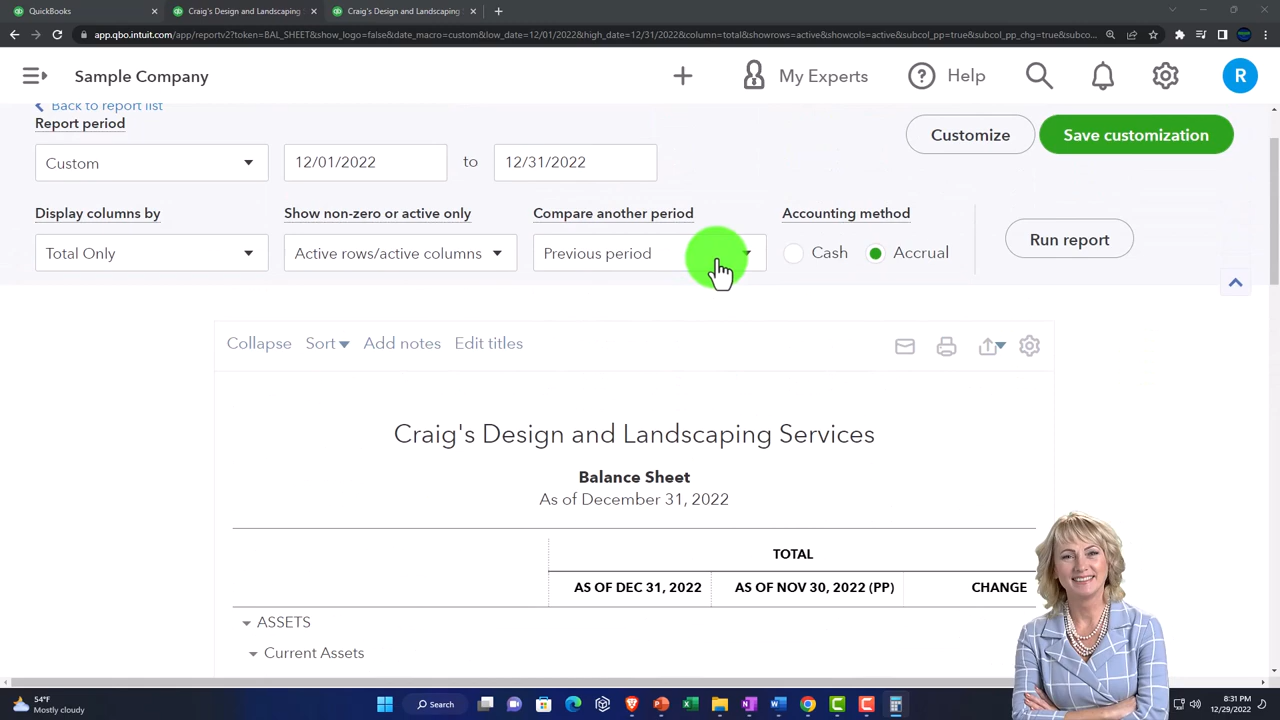 QuickBooks
Craig's Design and Landscaping
Craig's Design and Landscaping
app.qbo.intuit.com/app/reportv2?token=BAL_SHEET&show_logo=false&date_macro=custom&low_date=12/01/2022&high_date=12/31/2022&column=total&showrows=active&showcols=active&subcol_pp=true&subcol_pp_chg=true&subcol_...
Sample Company
My Experts
Help
R
Back to report list
Report period
Custom
12/01/2022
to
12/31/2022
Customize
Save customization
Display columns by
Show non-zero or active only
Compare another period
Accounting method
Total Only
Active rows/active columns
Previous period
Cash
Accrual
Run report
Collapse
Sort
Add notes
Edit titles
Craig's Design and Landscaping Services
Balance Sheet
As of December 31, 2022
TOTAL
AS OF DEC 31, 2022
AS OF NOV 30, 2022 (PP)
CHANGE
ASSETS
Current Assets
54°F
Mostly cloudy
Search
8:31 PM
12/29/2022